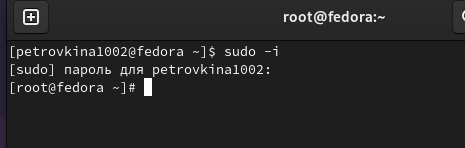 root@fedora:~
[petrovkina1002@fedora ~]$ sudo -i
[sudo] пароль для petrovkina1002:
[root@fedora ~]#